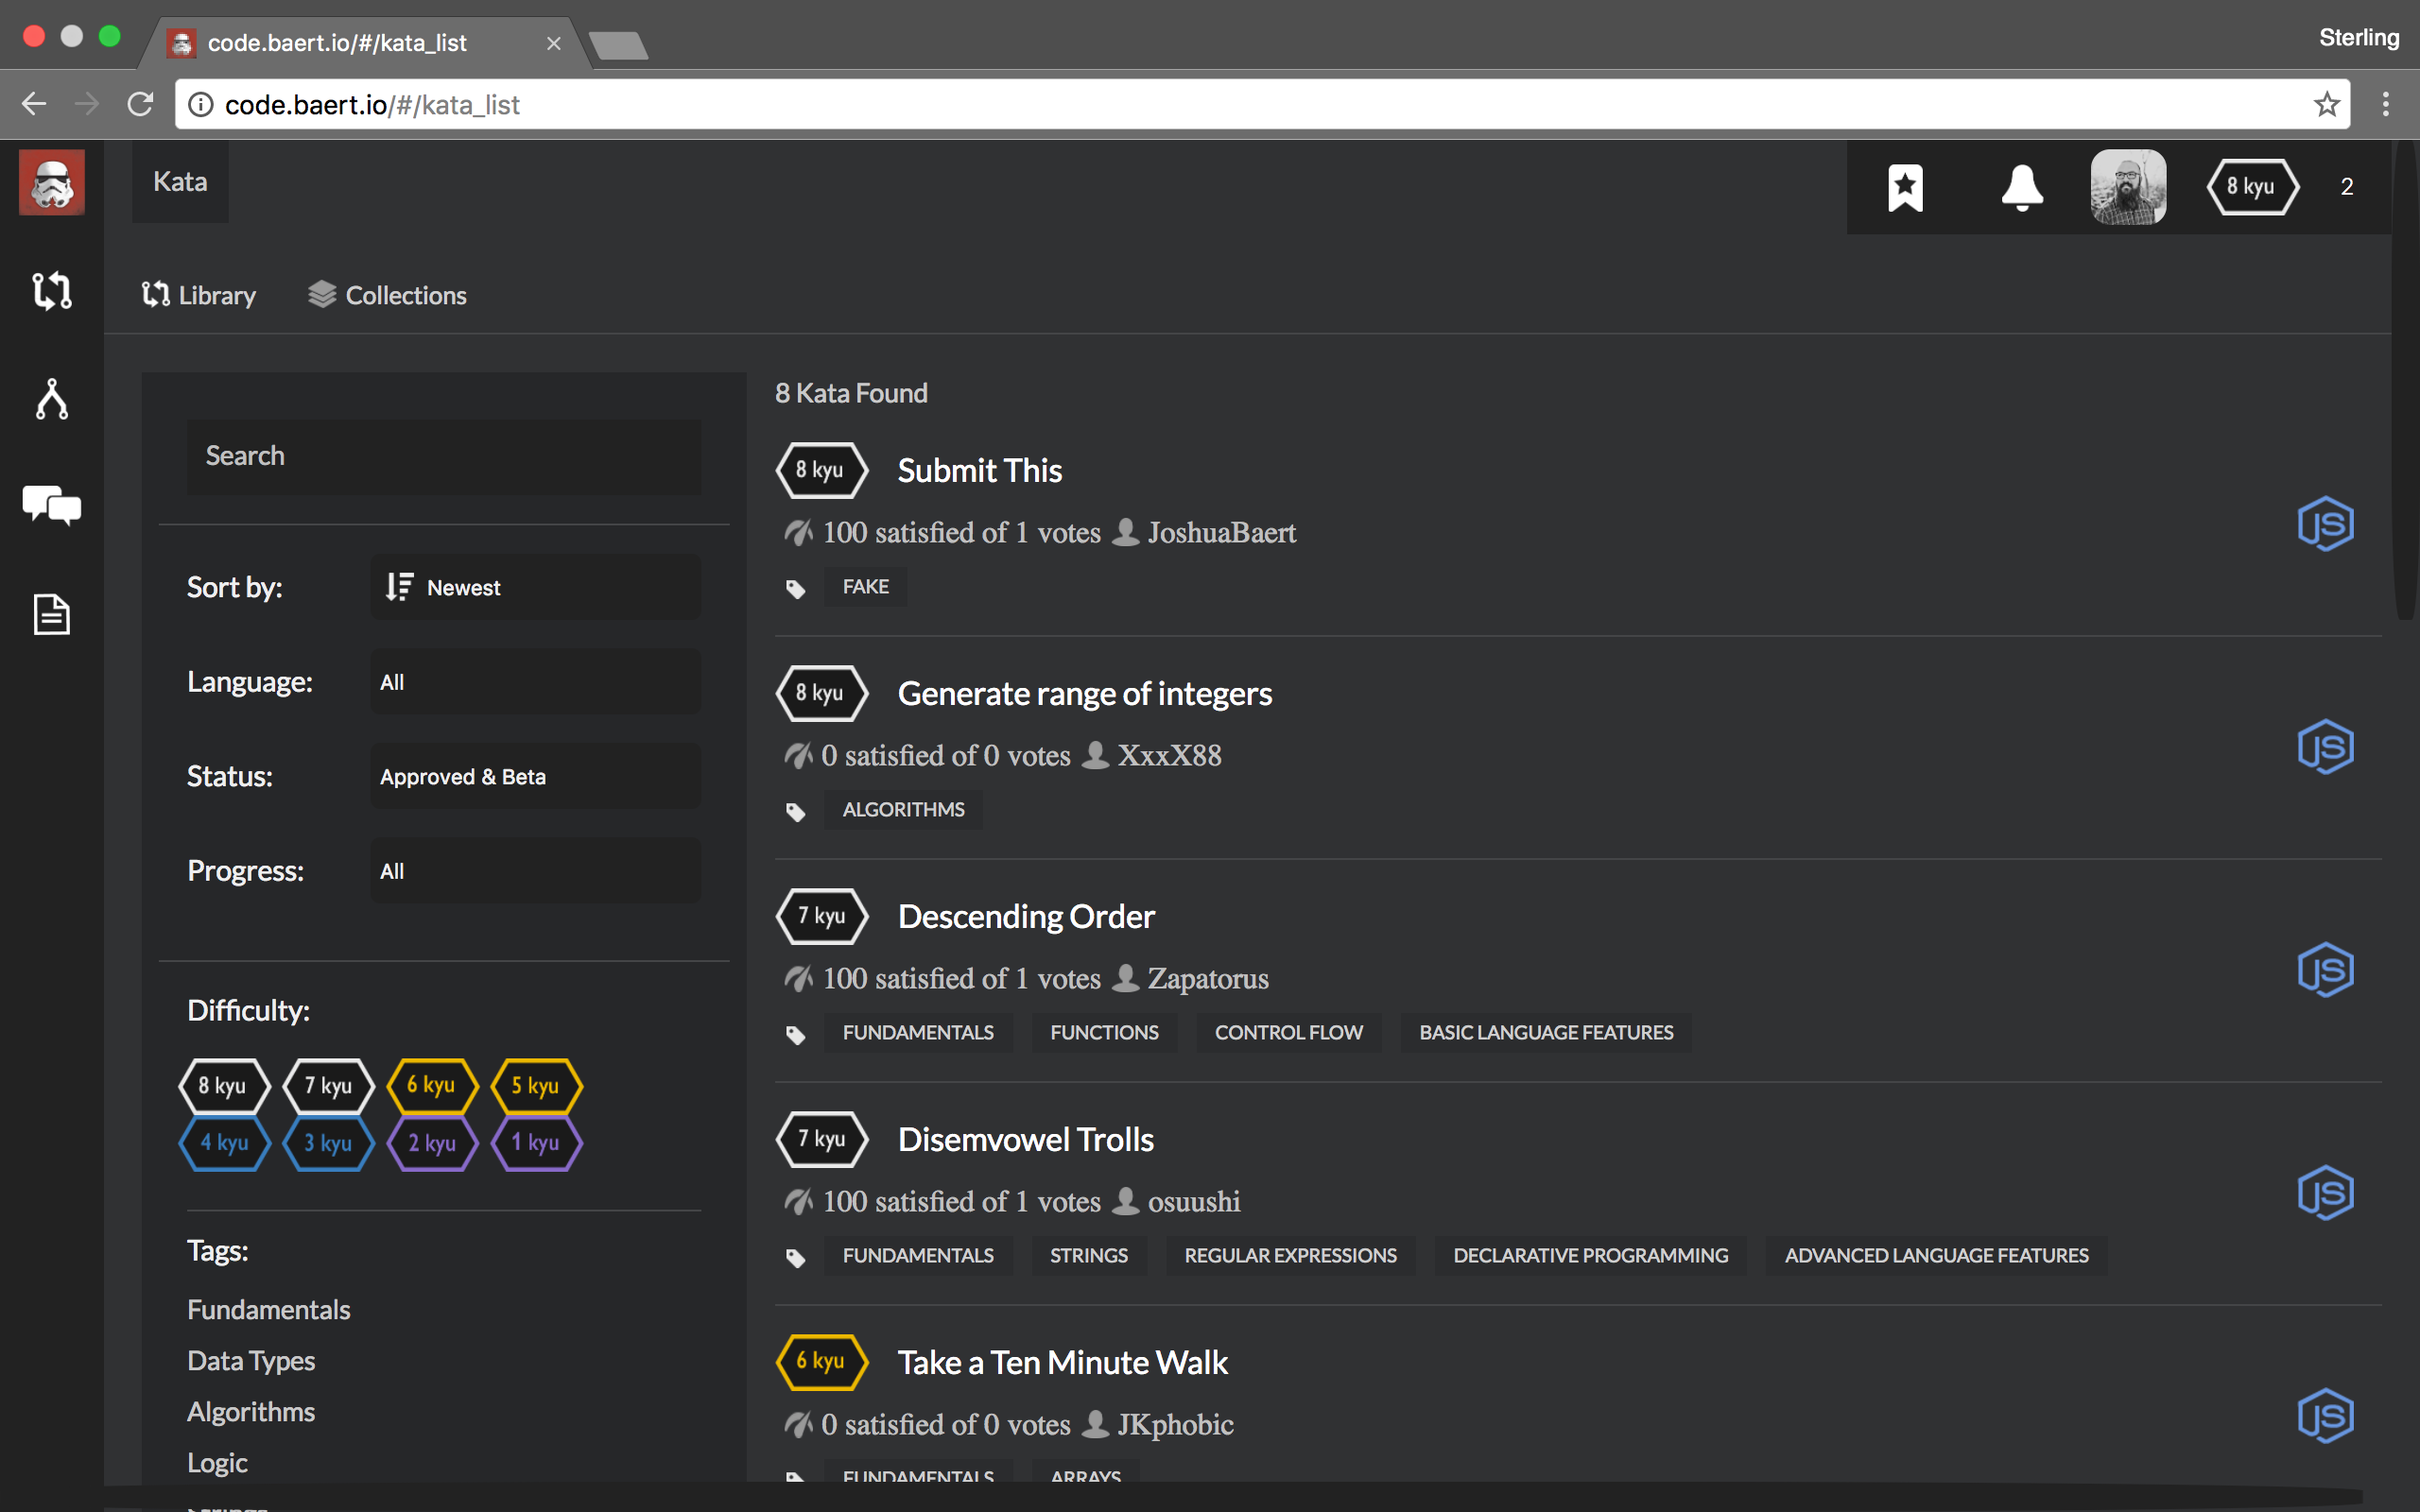 code.baert.io/#/kata_list
Sterling
code.baert.io/#/kata_list
Kata
8 kyu
2
Library
Collections
Search
Sort by:
Newest
Language:
All
Status:
Approved & Beta
Progress:
All
Difficulty:
8 kyu 7 kyu 6 kyu 5 kyu
4 kyu 3 kyu 2 kyu 1 kyu
Tags:
Fundamentals
Data Types
Algorithms
Logic
8 Kata Found
8 kyu Submit This
100 satisfied of 1 votes JoshuaBaert
FAKE
JS
8 kyu Generate range of integers
0 satisfied of 0 votes XxxX88
ALGORITHMS
JS
7 kyu Descending Order
100 satisfied of 1 votes Zapatorus
FUNDAMENTALS FUNCTIONS CONTROL FLOW BASIC LANGUAGE FEATURES
JS
7 kyu Disemvowel Trolls
100 satisfied of 1 votes osuushi
FUNDAMENTALS STRINGS REGULAR EXPRESSIONS DECLARATIVE PROGRAMMING ADVANCED LANGUAGE FEATURES
JS
6 kyu Take a Ten Minute Walk
0 satisfied of 0 votes JKphobic
FUNDAMENTALS ARRAYS
JS